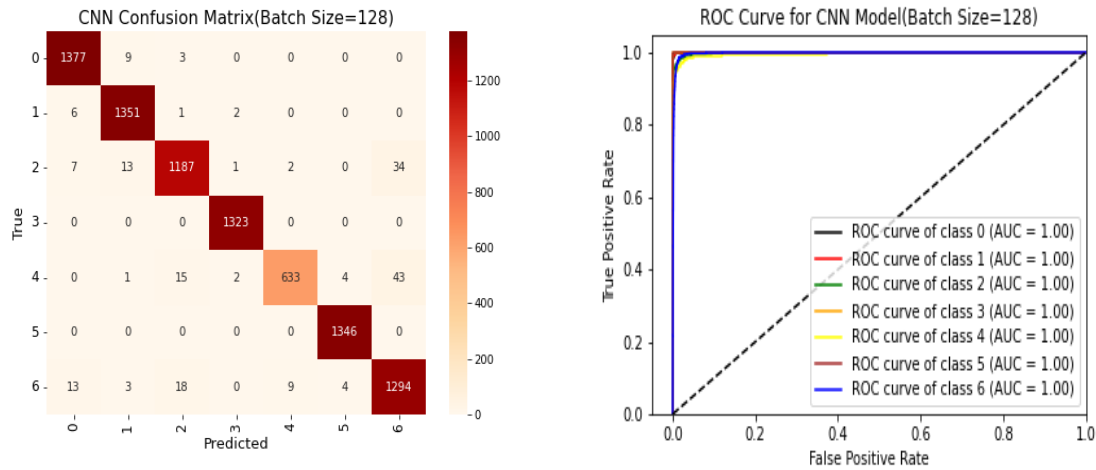 CNN Confusion Matrix(Batch Size=128)
0 1377 9 3 0 0 0 0
1 6 1351 1 2 0 0 0
2 7 13 1187 1 2 0 34
3 0 0 0 1323 0 0 0
4 0 1 15 2 633 4 43
5 0 0 0 0 0 1346 0
6 13 3 18 0 9 4 1294
0 1 2 3 4 5 6
True
Predicted
1200
1000
800
600
400
200
0
ROC Curve for CNN Model(Batch Size=128)
1.0
0.8
0.6
0.4
0.2
0.0
True Positive Rate
ROC curve of class 0 (AUC = 1.00)
ROC curve of class 1 (AUC = 1.00)
ROC curve of class 2 (AUC = 1.00)
ROC curve of class 3 (AUC = 1.00)
ROC curve of class 4 (AUC = 1.00)
ROC curve of class 5 (AUC = 1.00)
ROC curve of class 6 (AUC = 1.00)
0.0 0.2 0.4 0.6 0.8 1.0
False Positive Rate